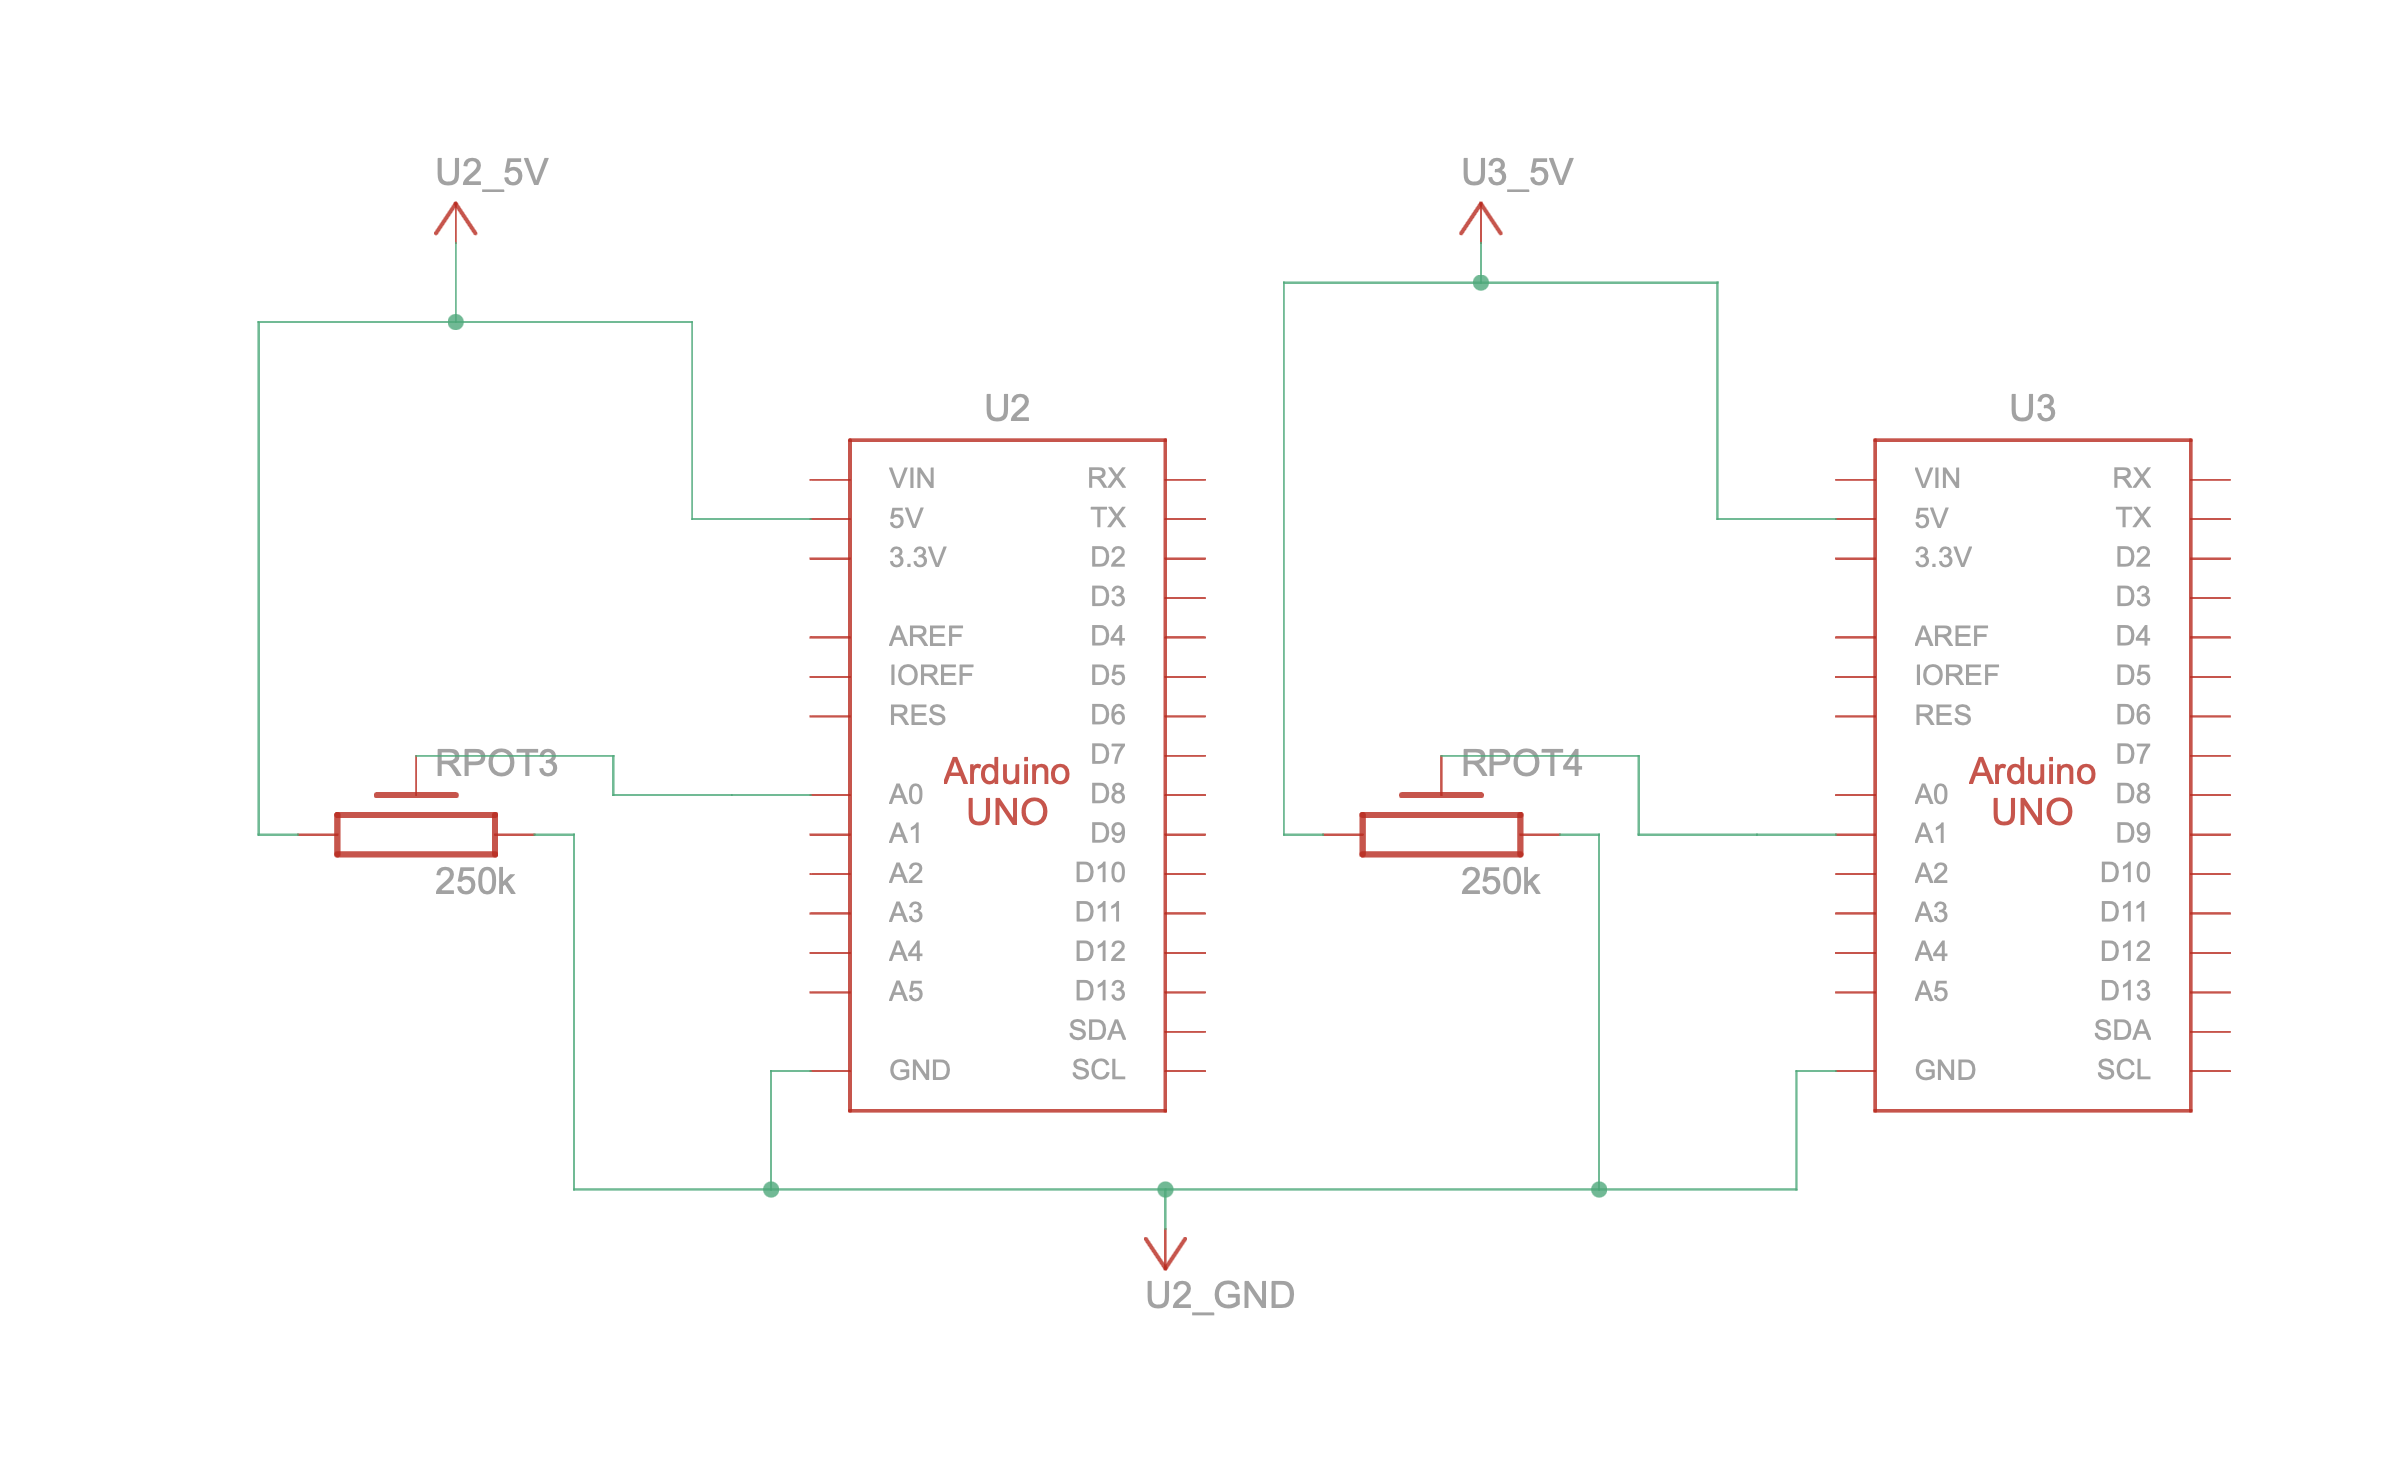 U2_5V
U3_5V
U2
U3
VIN RX
5V TX
3.3V D2
D3
AREF D4
IOREF D5
RES D6
D7
A0 D8
A1 D9
A2 D10
A3 D11
A4 D12
A5 D13
SDA
GND SCL
Arduino
UNO
VIN RX
5V TX
3.3V D2
D3
AREF D4
IOREF D5
RES D6
D7
A0 D8
A1 D9
A2 D10
A3 D11
A4 D12
A5 D13
SDA
GND SCL
Arduino
UNO
RPOT3
250k
RPOT4
250k
U2_GND